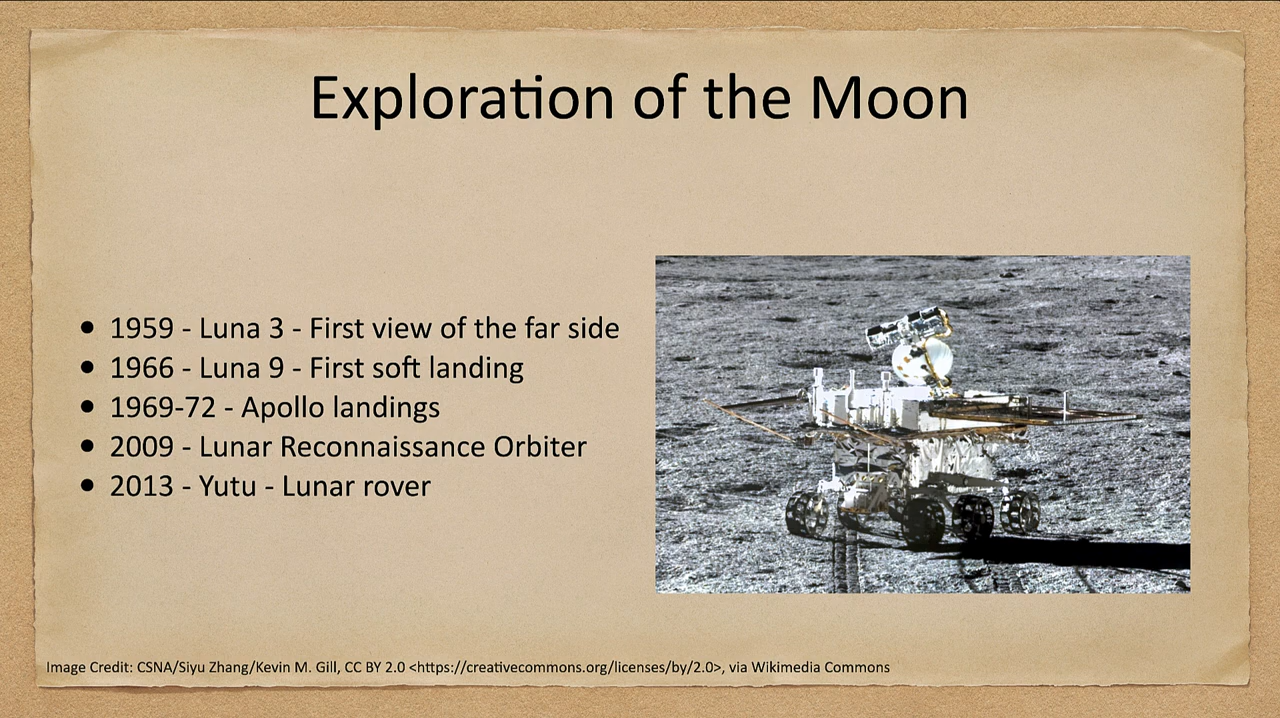 Exploration of the Moon
• 1959 - Luna 3 - First view of the far side
• 1966 - Luna 9 - First soft landing
• 1969-72 - Apollo landings
• 2009 - Lunar Reconnaissance Orbiter
• 2013 - Yutu - Lunar rover
Image Credit: CSNA/Siyu Zhang/Kevin M. Gill, CC BY 2.0 <https://creativecommons.org/licenses/by/2.0>, via Wikimedia Commons